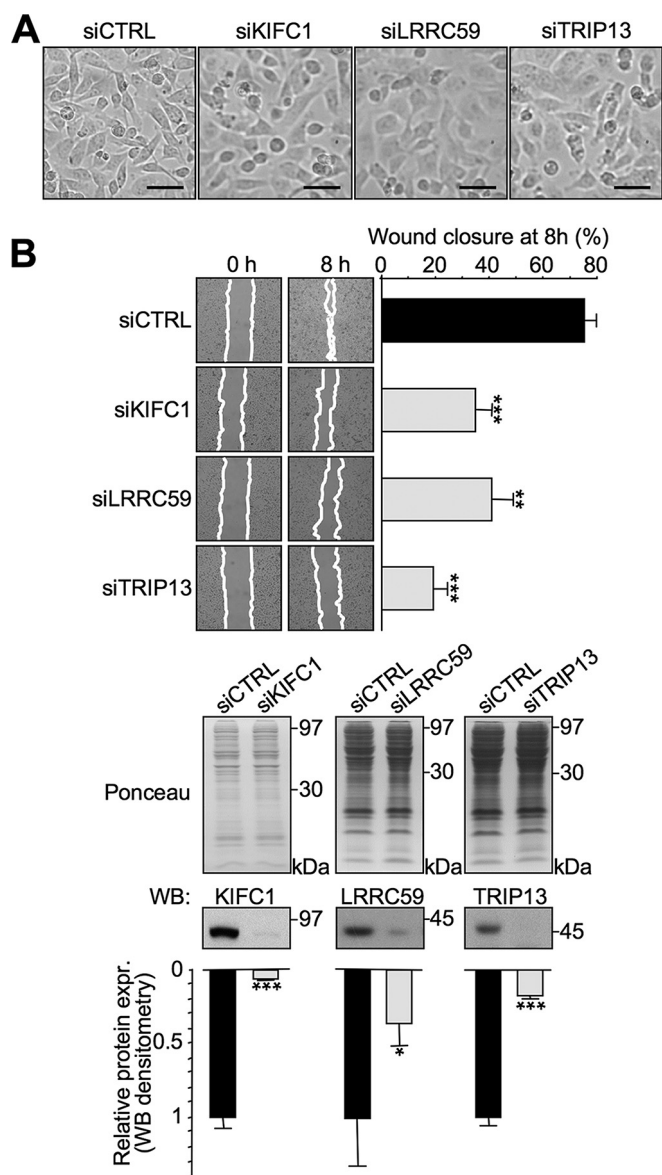 A
siCTRL siKIFC1 siLRRC59 siTRIP13
B
Wound closure at 8h (%)
0 h 8 h 0 20 40 60 80
siCTRL
siKIFC1 ***
siLRRC59 **
siTRIP13 ***
siCTRL siKIFC1 siCTRL siLRRC59 siCTRL siTRIP13
97 97 97
30 30
Ponceau 30
kDa kDa kDa
WB: KIFC1 LRRC59 TRIP13
97 45
45
Relative protein expr.
(WB densitometry)
0
*** ***
0.5
*
1